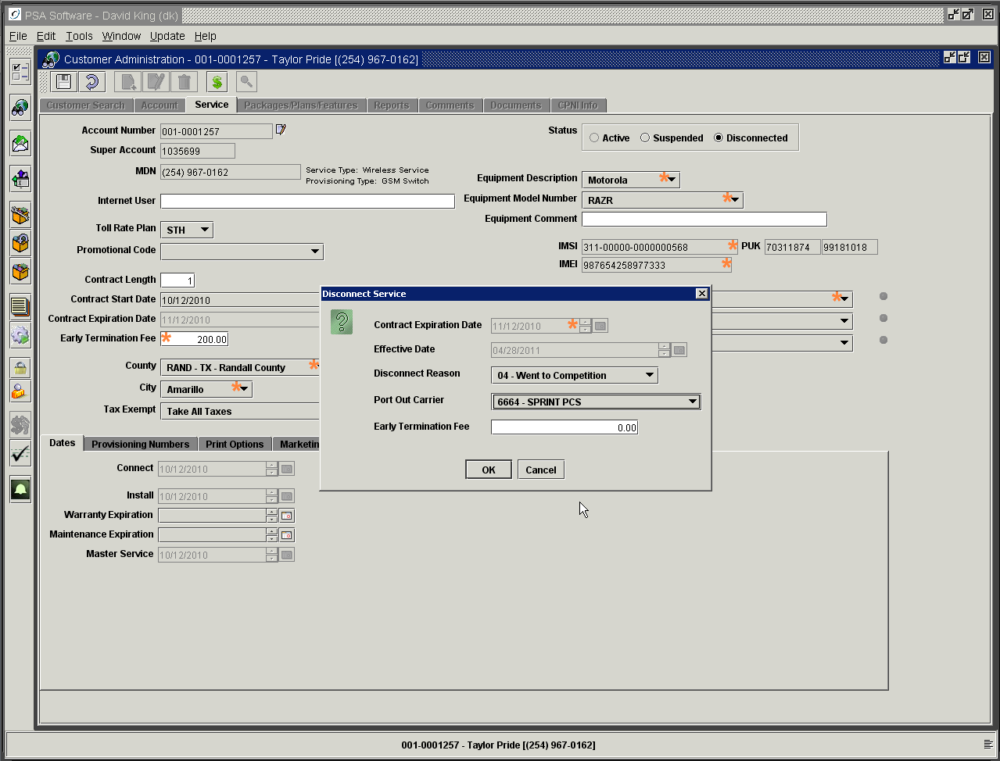 PSA Software - David King (dk)
File Edit Tools Window Update Help
Customer Administration - 001-0001257 - Taylor Pride [(254) 967-0162]
Customer Search Account Service Packages/Plans/Features Reports Comments Documents CPNI Info
Account Number 001-0001257
Super Account 1035699
MDN (254) 967-0162
Service Type: Wireless Service
Provisioning Type: GSM Switch
Internet User
Toll Rate Plan STH
Promotional Code
Contract Length 1
Contract Start Date 10/12/2010
Contract Expiration Date 11/12/2010
Early Termination Fee * 200.00
County RAND - TX - Randall County *
City Amarillo *
Tax Exempt Take All Taxes
Status Active Suspended Disconnected
Equipment Description Motorola *
Equipment Model Number RAZR *
Equipment Comment
IMSI 311-00000-0000000568 * PUK 70311874 99181018
IMEI 987654258977333 *
*
Disconnect Service
Contract Expiration Date 11/12/2010 *
Effective Date 04/28/2011
Disconnect Reason 04 - Went to Competition
Port Out Carrier 6664 - SPRINT PCS
Early Termination Fee 0.00
OK Cancel
Dates Provisioning Numbers Print Options Marketin
Connect 10/12/2010
Install 10/12/2010
Warranty Expiration
Maintenance Expiration
Master Service 10/12/2010
001-0001257 - Taylor Pride [(254) 967-0162]